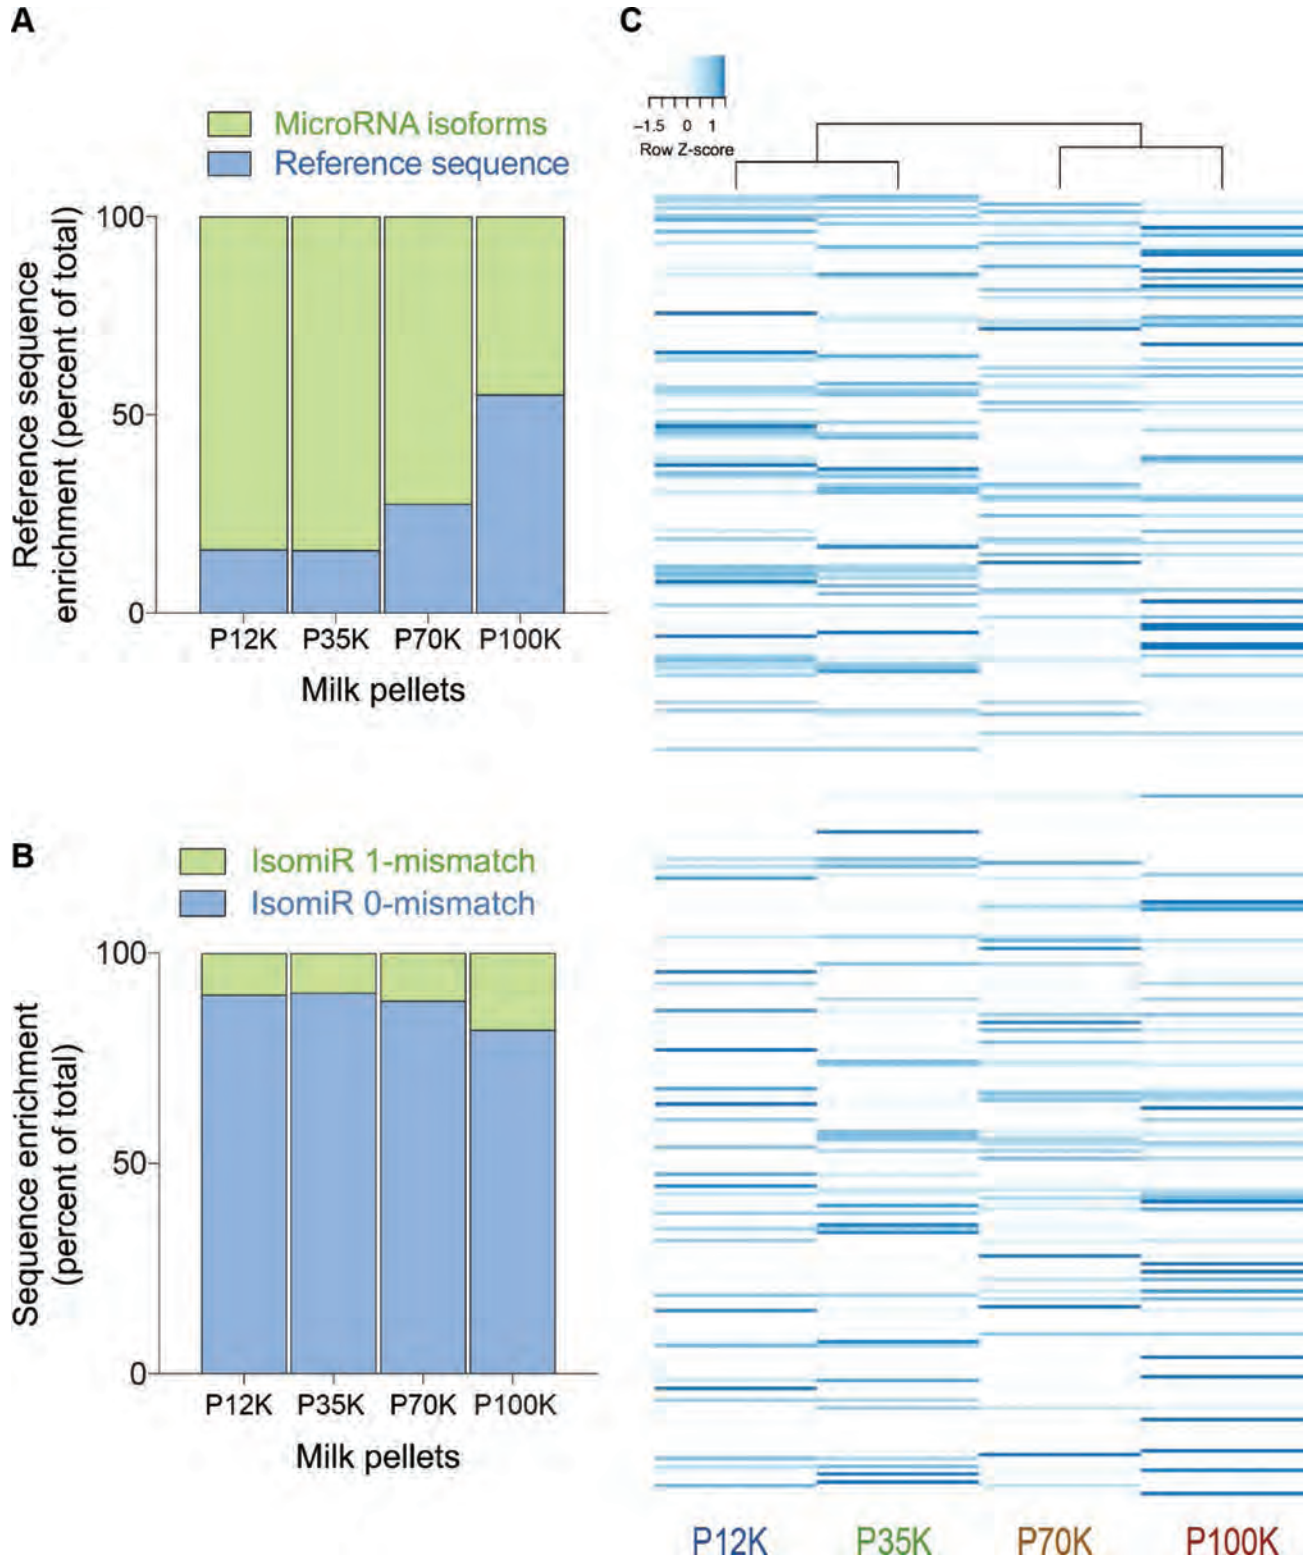 A
MicroRNA isoforms
Reference sequence
Reference sequence
enrichment (percent of total)
100
50
0
P12K P35K P70K P100K
Milk pellets
B
IsomiR 1-mismatch
IsomiR 0-mismatch
Sequence enrichment
(percent of total)
100
50
0
P12K P35K P70K P100K
Milk pellets
C
−1.5 0 1
Row Z-score
P12K P35K P70K P100K